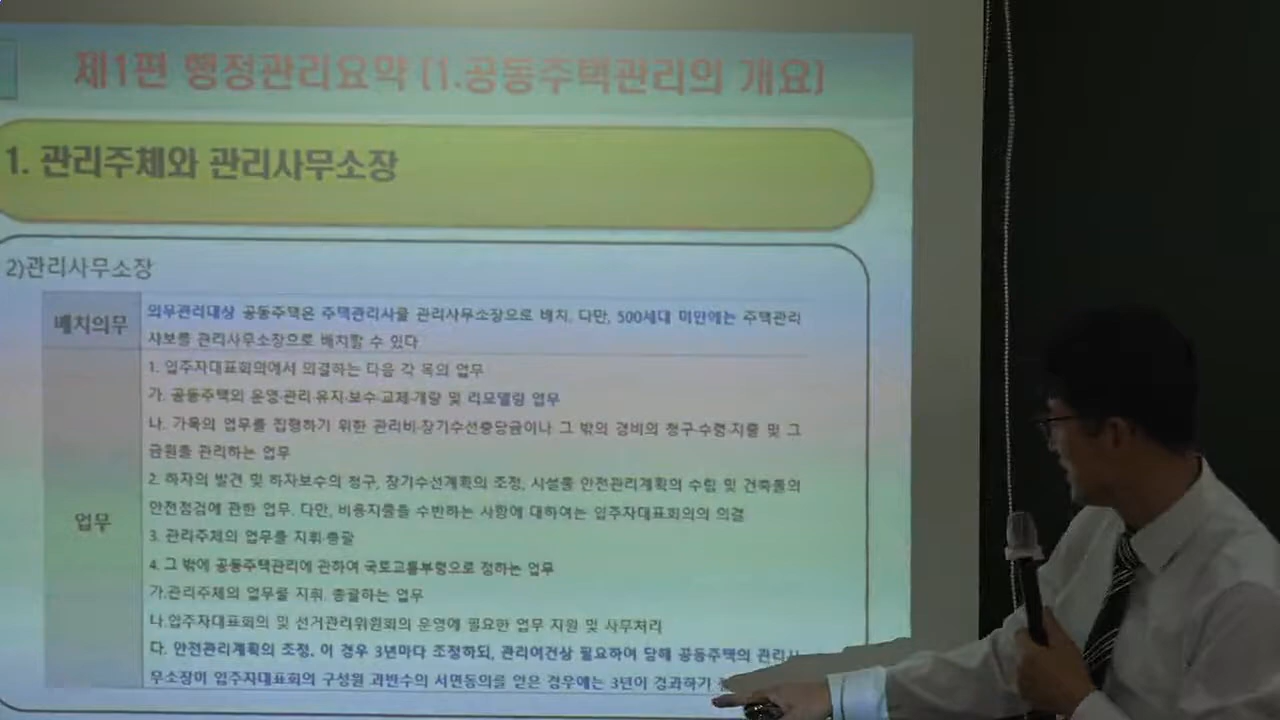 제1편 행정관리요약 [1.공동주택관리의 개요]
1. 관리주체와 관리사무소장
2)관리사무소장
배치의무
의무관리대상 공동주택은 주택관리사를 관리사무소장으로 배치. 다만, 500세대 미만에는 주택관리
사보를 관리사무소장으로 배치할 수 있다
업무
1. 입주자대표회의에서 의결하는 다음 각 목의 업무
가. 공동주택의 운영·관리·유지·보수·교체·개량 및 리모델링 업무
나. 가목의 업무를 집행하기 위한 관리비·장기수선충당금이나 그 밖의 경비의 청구·수령·지출 및 그
금원을 관리하는 업무
2. 하자의 발견 및 하자보수의 청구, 장기수선계획의 조정, 시설물 안전관리계획의 수립 및 건축물의
안전점검에 관한 업무. 다만, 비용지출을 수반하는 사항에 대하여는 입주자대표회의의 의결
3. 관리주체의 업무를 지휘·총괄
4. 그 밖에 공동주택관리에 관하여 국토교통부령으로 정하는 업무
가.관리주체의 업무를 지휘. 총괄하는 업무
나.입주자대표회의 및 선거관리위원회의 운영에 필요한 업무 지원 및 사무처리
다. 안전관리계획의 조정. 이 경우 3년마다 조정하되, 관리여건상 필요하여 당해 공동주택의 관리사
무소장이 입주자대표회의 구성원 과반수의 서면동의를 얻은 경우에는 3년이 경과하기